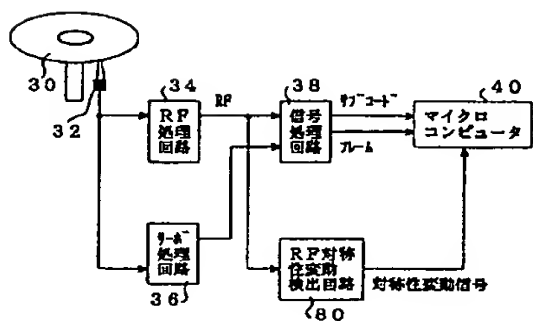 30
32
34
RF
処理
回路
RF
38
信号
処理
回路
サブコード
フレーム
40
マイクロ
コンピュータ
サーボ
処理
回路
36
RF対称
性変動
検出回路
80
対称性変動信号